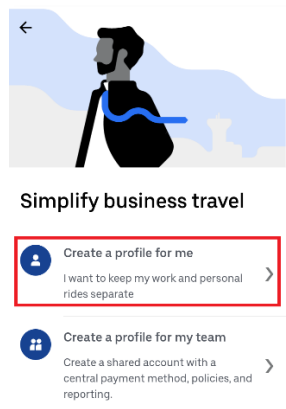 Simplify business travel
Create a profile for me
I want to keep my work and personal
rides separate
Create a profile for my team
Create a shared account with a
central payment method, policies, and
reporting.